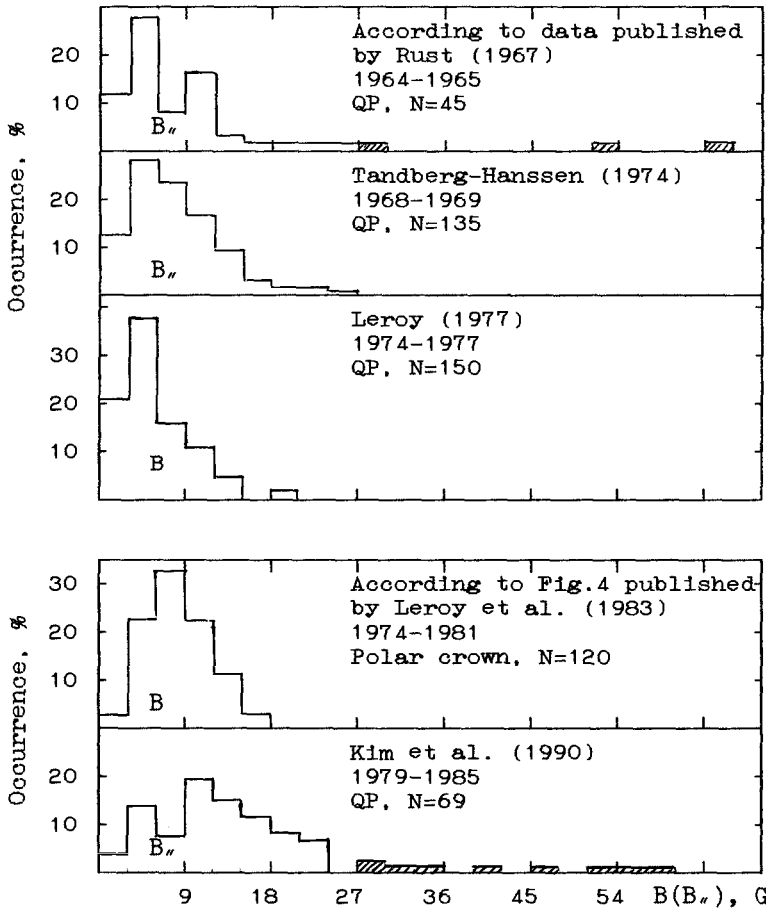 Occurrence, %
20
10
According to data published
by Rust (1967)
1964-1965
QP, N=45
B〃
20
10
Tandberg-Hanssen (1974)
1968-1969
QP, N=135
B〃
30
20
10
Leroy (1977)
1974-1977
QP, N=150
B
Occurrence, %
30
20
10
According to Fig.4 published
by Leroy et al. (1983)
1974-1981
Polar crown, N=120
B
20
10
Kim et al. (1990)
1979-1985
QP, N=69
B〃
9 18 27 36 45 54 B(B〃), G